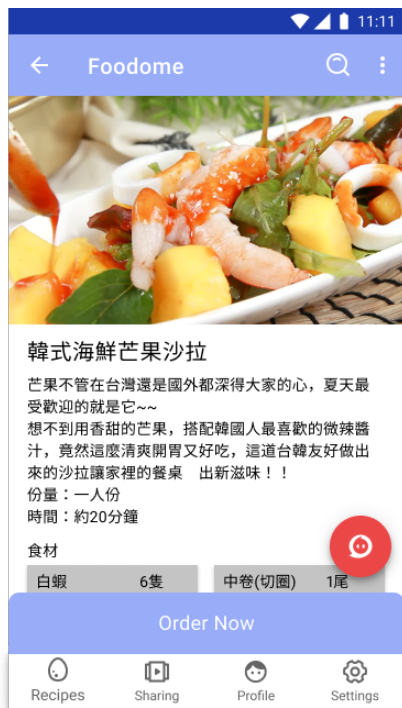 11:11
Foodome
韓式海鮮芒果沙拉
芒果不管在台灣還是國外都深得大家的心，夏天最
受歡迎的就是它~~
想不到用香甜的芒果，搭配韓國人最喜歡的微辣醬
汁，竟然這麼清爽開胃又好吃，這道台韓友好做出
來的沙拉讓家裡的餐桌　出新滋味！！
份量：一人份
時間：約20分鐘
食材
白蝦 6隻 中卷(切圈) 1尾
Order Now
Recipes Sharing Profile Settings